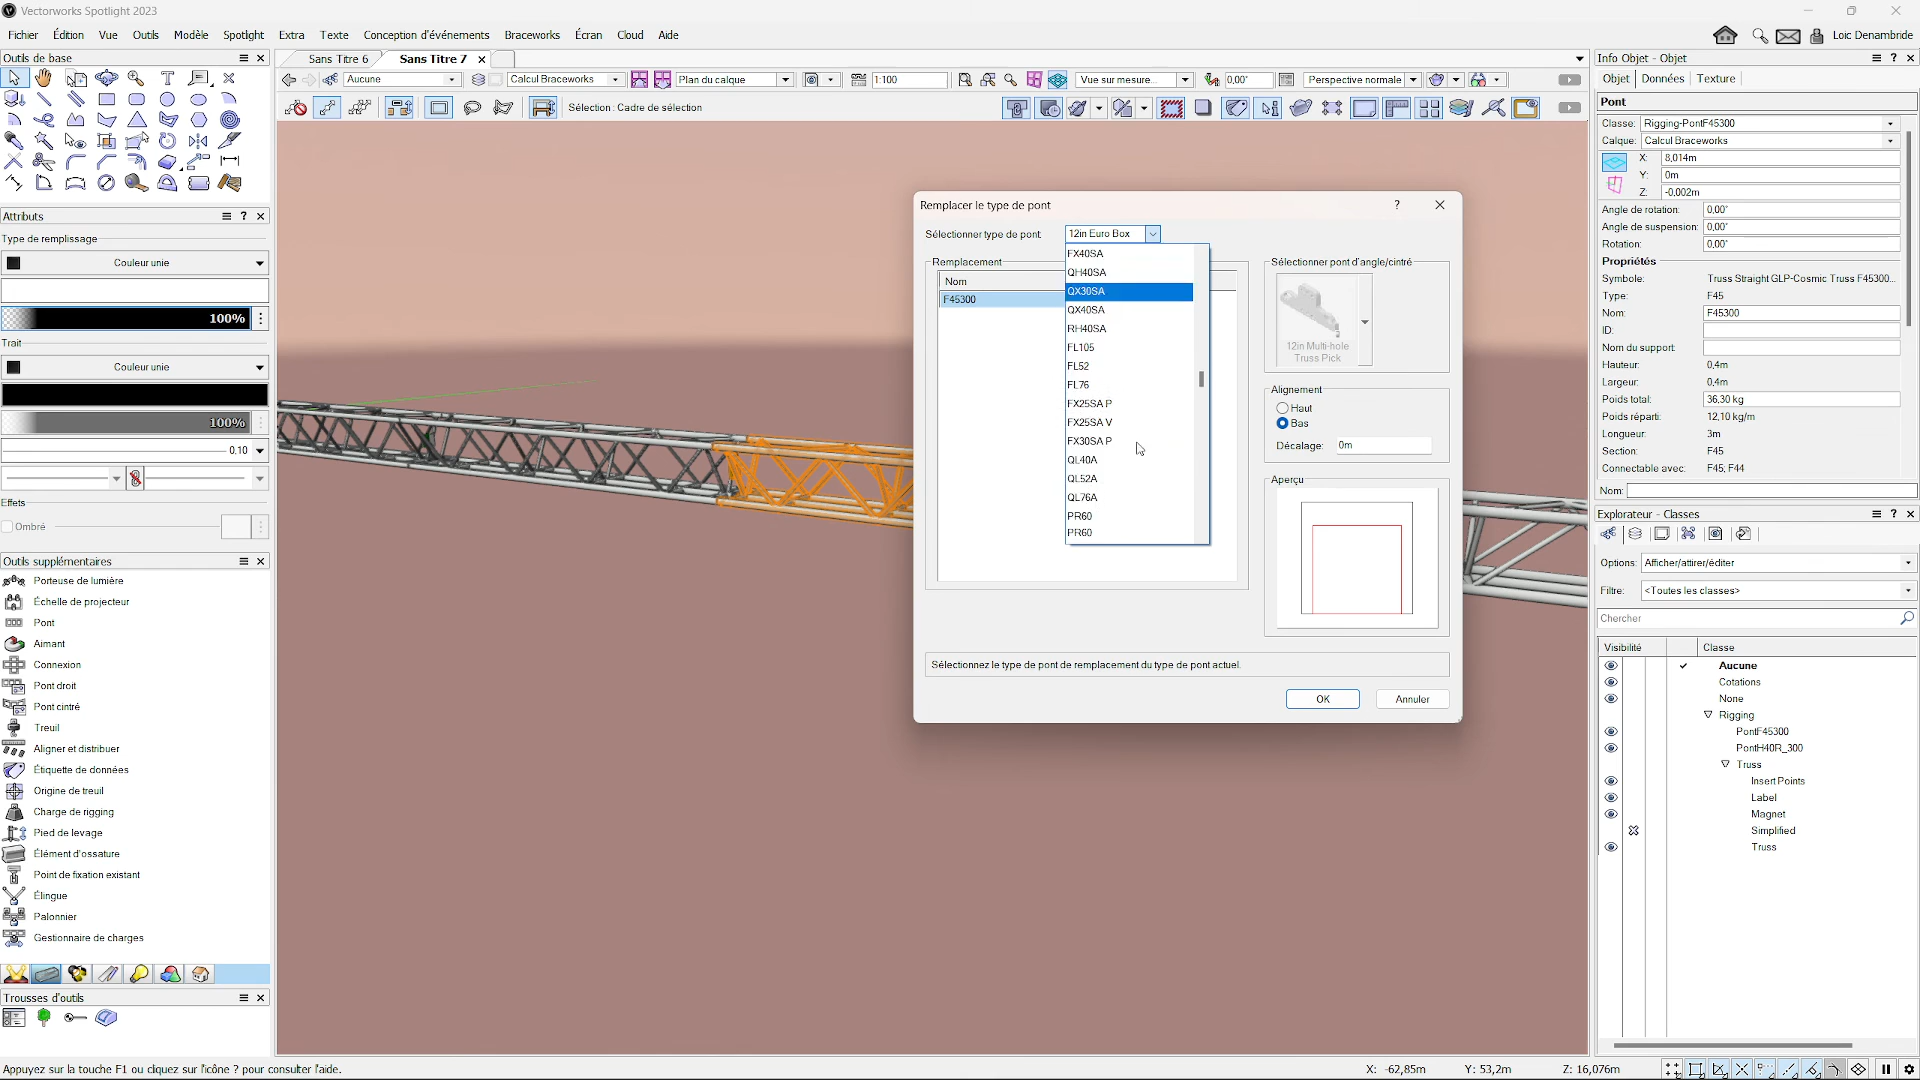 Vectorworks Spotlight 2023
Fichier Édition Vue Outils Modèle Spotlight Extra Texte Conception d'événements Braceworks Écran Cloud Aide
Loic Denambride
Outils de base
Sans Titre 6
Sans Titre 7
Aucune
Calcul Braceworks
Plan du calque
1:100
Vue sur mesure...
0,00°
Perspective normale
Sélection : Cadre de sélection
Attributs
Type de remplissage
Couleur unie
100%
Trait
Couleur unie
100%
0.10
Effets
Ombré
Outils supplémentaires
Porteuse de lumière
Échelle de projecteur
Pont
Aimant
Connexion
Pont droit
Pont cintré
Treuil
Aligner et distribuer
Étiquette de données
Origine de treuil
Charge de rigging
Pied de levage
Élément d'ossature
Point de fixation existant
Élingue
Palonnier
Gestionnaire de charges
Trousses d'outils
Remplacer le type de pont
Sélectionner type de pont
12in Euro Box
Remplacement
Nom
F45300
FX40SA
QH40SA
QX30SA
QX40SA
RH40SA
FL105
FL52
FL76
FX25SA P
FX25SA V
FX30SA P
QL40A
QL52A
QL76A
PR60
PR60
Sélectionner pont d'angle/cintré
12in Multi-hole
Truss Pick
Alignement
Haut
Bas
Décalage: 0m
Aperçu
Sélectionnez le type de pont de remplacement du type de pont actuel.
OK
Annuler
Info Objet - Objet
Objet Données Texture
Pont
Classe: Rigging-PontF45300
Calque: Calcul Braceworks
X: 8,014m
Y: 0m
Z: -0,002m
Angle de rotation: 0,00°
Angle de suspension: 0,00°
Rotation: 0,00°
Propriétés
Symbole: Truss Straight GLP-Cosmic Truss F45300...
Type: F45
Nom: F45300
ID:
Nom du support:
Hauteur: 0,4m
Largeur: 0,4m
Poids total: 36,30 kg
Poids réparti: 12,10 kg/m
Longueur: 3m
Section: F45
Connectable avec: F45, F44
Nom:
Explorateur - Classes
Options: Afficher/attirer/éditer
Filtre: <Toutes les classes>
Chercher
Visibilité Classe
Aucune
Cotations
None
Rigging
PontF45300
PontH40R_300
Truss
Insert Points
Label
Magnet
Simplified
Truss
Appuyez sur la touche F1 ou cliquez sur l'icône ? pour consulter l'aide.
X: -62,85m Y: 53,2m Z: 16,076m